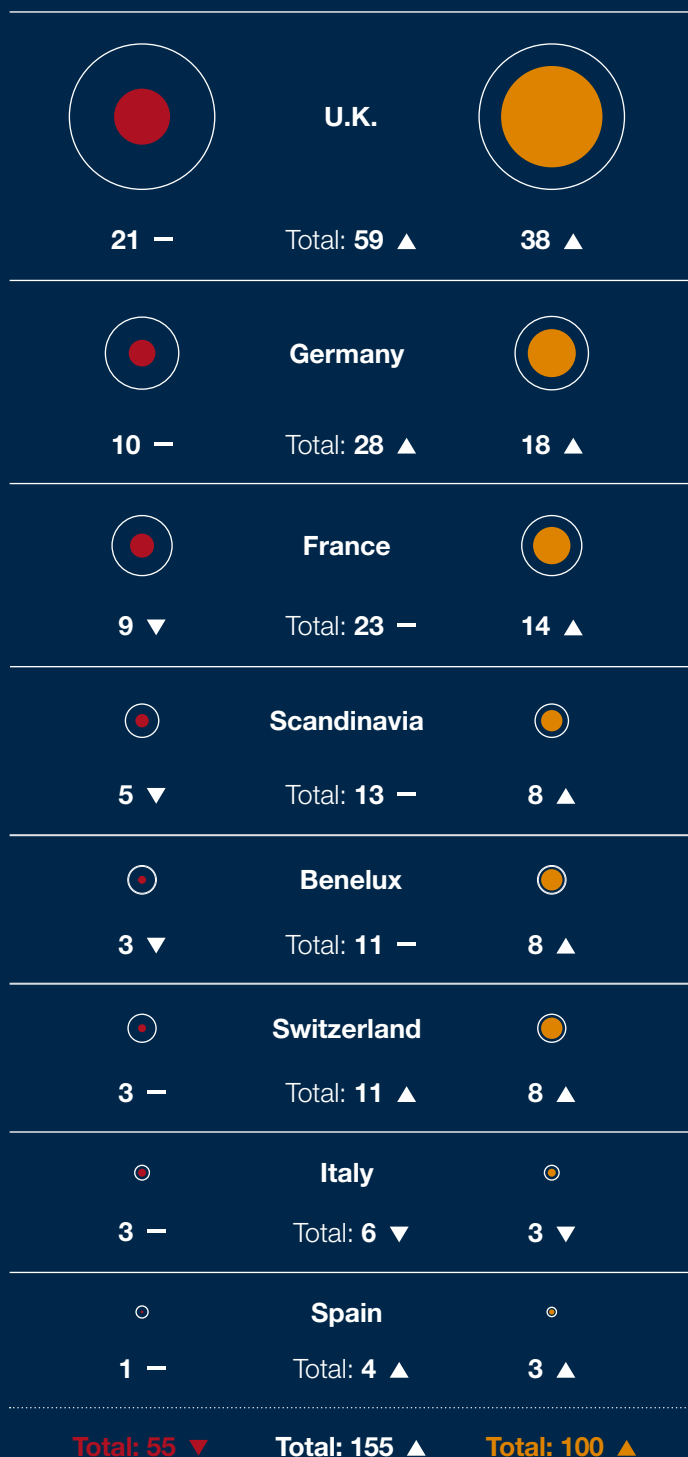 U.K.
21 – Total: 59 ▲ 38 ▲
Germany
10 – Total: 28 ▲ 18 ▲
France
9 ▼ Total: 23 – 14 ▲
Scandinavia
5 ▼ Total: 13 – 8 ▲
Benelux
3 ▼ Total: 11 – 8 ▲
Switzerland
3 – Total: 11 ▲ 8 ▲
Italy
3 – Total: 6 ▼ 3 ▼
Spain
1 – Total: 4 ▲ 3 ▲
Total: 55 ▼ Total: 155 ▲ Total: 100 ▲